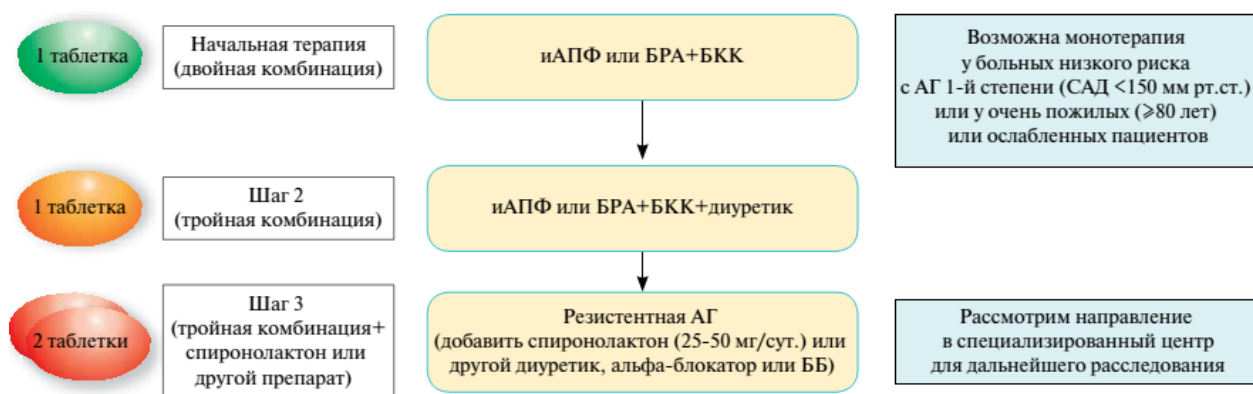 1 таблетка
Начальная терапия
(двойная комбинация)
иАПФ или БРА+БКК
Возможна монотерапия
у больных низкого риска
с АГ 1-й степени (САД <150 мм рт.ст.)
или у очень пожилых (⩾80 лет)
или ослабленных пациентов
1 таблетка
Шаг 2
(тройная комбинация)
иАПФ или БРА+БКК+диуретик
2 таблетки
Шаг 3
(тройная комбинация+
спиронолактон или
другой препарат)
Резистентная АГ
(добавить спиронолактон (25-50 мг/сут.) или
другой диуретик, альфа-блокатор или ББ)
Рассмотрим направление
в специализированный центр
для дальнейшего расследования